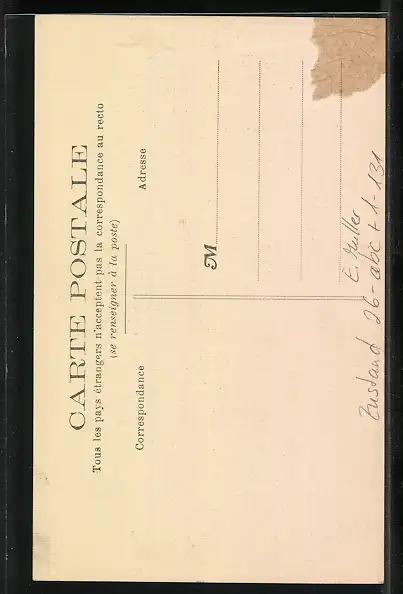 CARTE POSTALE
Tous les pays étrangers n'acceptent pas la correspondance au recto
(se renseigner à la poste)
Correspondance
Adresse
M
E. Muller
Zustand 26-abc + 1-131